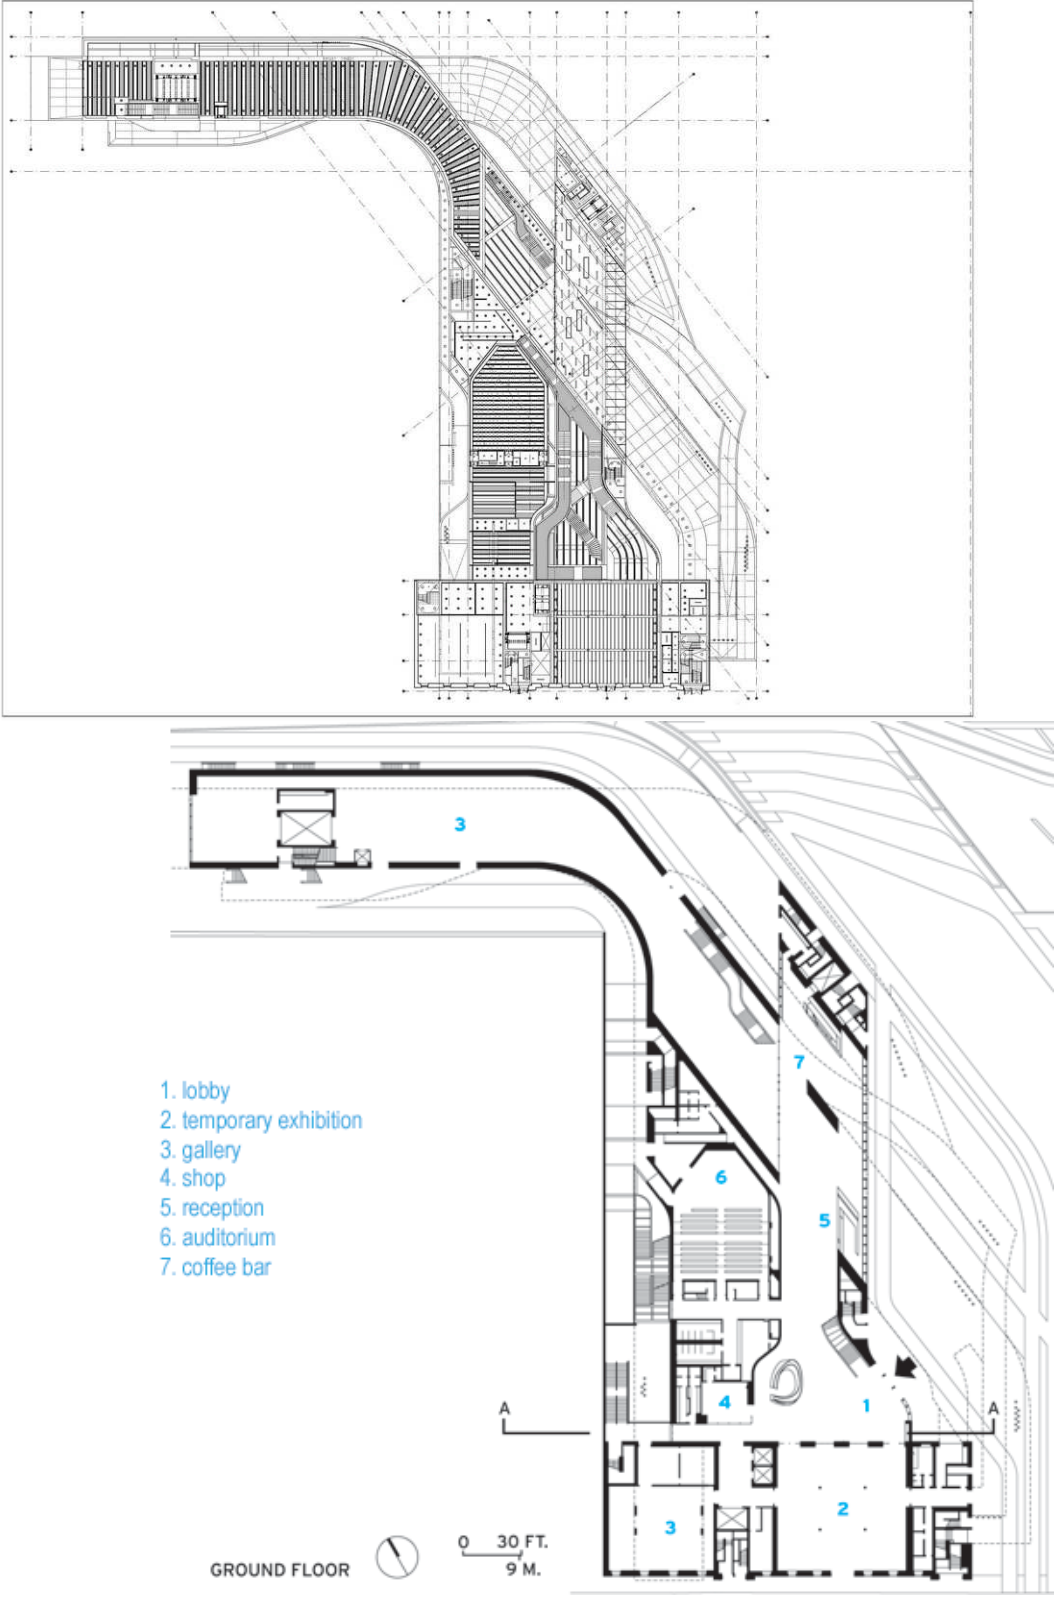 3
7
1. lobby
2. temporary exhibition
3. gallery
4. shop
5. reception
6. auditorium
7. coffee bar
6
5
4
1
A
A
2
3
GROUND FLOOR
0 30 FT.
9 M.